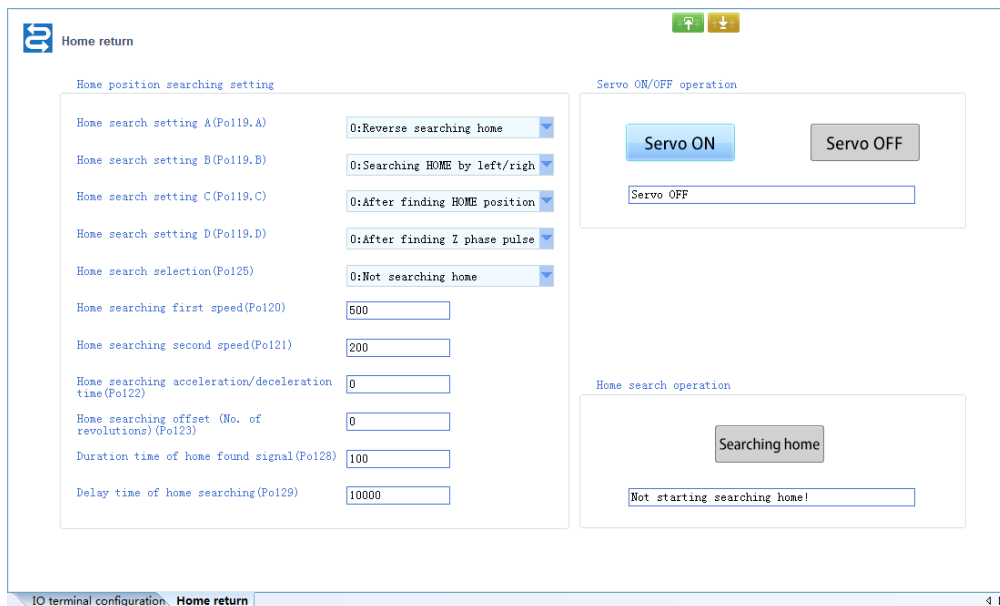 Home return
Home position searching setting
Home search setting A(Po119.A)
0:Reverse searching home
Home search setting B(Po119.B)
0:Searching HOME by left/righ
Home search setting C(Po119.C)
0:After finding HOME position
Home search setting D(Po119.D)
0:After finding Z phase pulse
Home search selection(Po125)
0:Not searching home
Home searching first speed(Po120)
500
Home searching second speed(Po121)
200
Home searching acceleration/deceleration
time(Po122)
0
Home searching offset (No. of
revolutions)(Po123)
0
Duration time of home found signal(Po128)
100
Delay time of home searching(Po129)
10000
Servo ON/OFF operation
Servo ON
Servo OFF
Servo OFF
Home search operation
Searching home
Not starting searching home!
IO terminal configuration
Home return